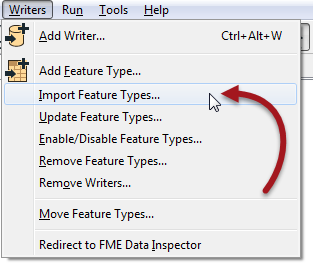 Writers Run Tools Help
Add Writer... Ctrl+Alt+W
Add Feature Type...
Import Feature Types...
Update Feature Types...
Enable/Disable Feature Types...
Remove Feature Types...
Remove Writers...
Move Feature Types...
Redirect to FME Data Inspector